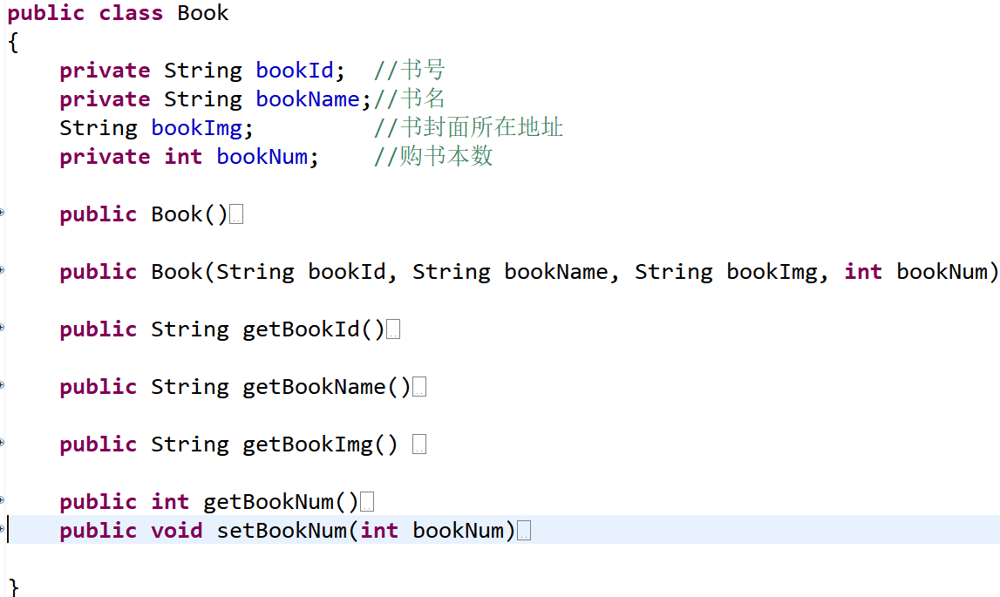 public class Book
{
private String bookId; //书号
private String bookName;//书名
String bookImg; //书封面所在地址
private int bookNum; //购书本数
public Book()
public Book(String bookId, String bookName, String bookImg, int bookNum)
public String getBookId()
public String getBookName()
public String getBookImg()
public int getBookNum()
public void setBookNum(int bookNum)
}